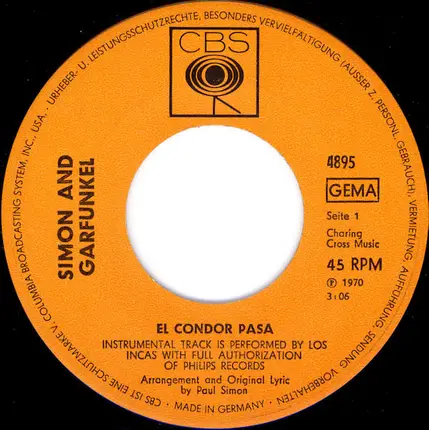 URHEBER- U. LEISTUNGSSCHUTZRECHTE, BESONDERS VERVIELFÄLTIGUNG (AUSSER Z. PERSONL. GEBRAUCH), VERMIETUNG, AUFFÜHRUNG, SENDUNG VORBEHALTEN
CBS
SIMON AND
GARFUNKEL
4895
GEMA
Seite 1
Charing
Cross Music
45 RPM
Ⓟ 1970
3:06
EL CONDOR PASA
INSTRUMENTAL TRACK IS PERFORMED BY LOS
INCAS WITH FULL AUTHORIZATION
OF PHILIPS RECORDS
Arrangement and Original Lyric
by Paul Simon
CBS IST EINE SCHUTZMARKE V. COLUMBIA BROADCASTING SYSTEM, INC., USA.
• MADE IN GERMANY •